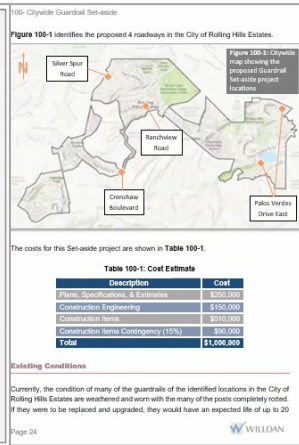 100- Citywide Guardrail Set-aside
Figure 100-1 identifies the proposed 4 roadways in the City of Rolling Hills Estates.
Figure 100-1: Citywide
map showing the
proposed Guardrail
Set-aside project
locations
N
Silver Spur
Road
Ranchview
Road
Crenshaw
Boulevard
Palos Verdes
Drive East
The costs for this Set-aside project are shown in Table 100-1.
Table 100-1: Cost Estimate
Description Cost
Plans, Specifications, & Estimates $250,000
Construction Engineering $150,000
Construction Items $510,000
Construction Items Contingency (15%) $90,000
Total $1,000,000
Existing Conditions
Currently, the condition of many of the guardrails of the identified locations in the City of
Rolling Hills Estates are weathered and worn with the many of the posts completely rotted.
If they were to be replaced and upgraded, they would have an expected life of up to 20
Page 24
WILLDAN